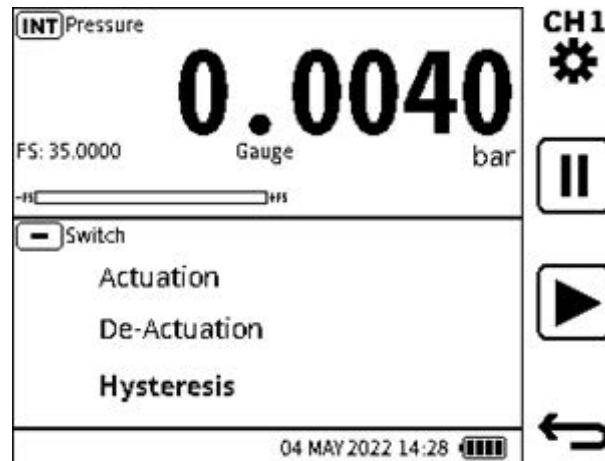 INT Pressure
CH1
0.0040
FS: 35.0000 Gauge bar
-FS +FS
Switch
Actuation
De-Actuation
Hysteresis
04 MAY 2022 14:28